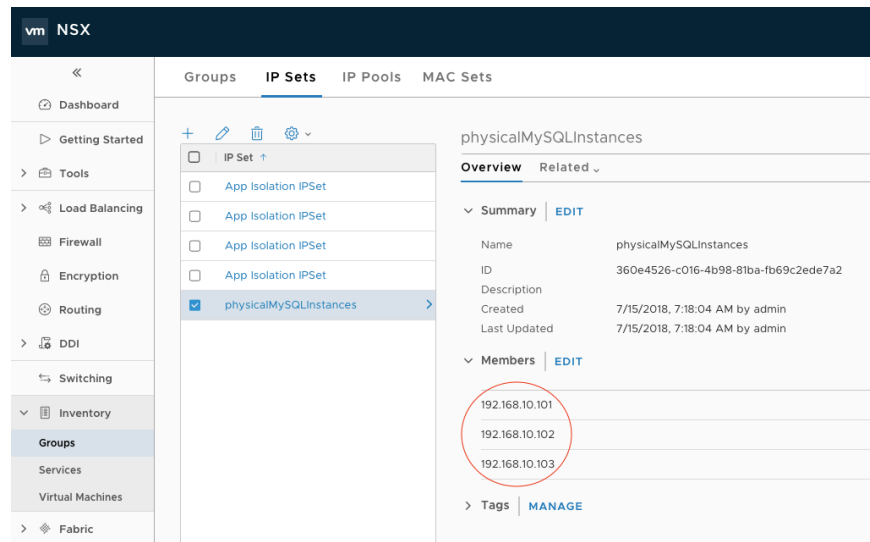 vm NSX
Groups IP Sets IP Pools MAC Sets
Dashboard
Getting Started
Tools
Load Balancing
Firewall
Encryption
Routing
DDI
Switching
Inventory
Groups
Services
Virtual Machines
Fabric
IP Set
App Isolation IPSet
App Isolation IPSet
App Isolation IPSet
App Isolation IPSet
physicalMySQLInstances
physicalMySQLInstances
Overview Related
Summary EDIT
Name physicalMySQLInstances
ID 360e4526-c016-4b98-81ba-fb69c2ede7a2
Description
Created 7/15/2018, 7:18:04 AM by admin
Last Updated 7/15/2018, 7:18:04 AM by admin
Members EDIT
192.168.10.101
192.168.10.102
192.168.10.103
Tags MANAGE